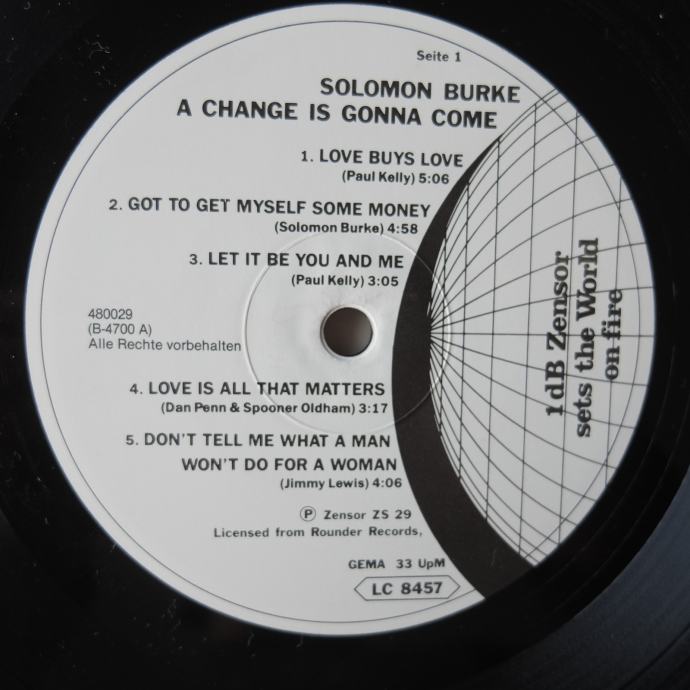 Seite 1
SOLOMON BURKE
A CHANGE IS GONNA COME
1. LOVE BUYS LOVE
(Paul Kelly) 5:06
2. GOT TO GET MYSELF SOME MONEY
(Solomon Burke) 4:58
3. LET IT BE YOU AND ME
(Paul Kelly) 3:05
480029
(B-4700 A)
Alle Rechte vorbehalten
4. LOVE IS ALL THAT MATTERS
(Dan Penn & Spooner Oldham) 3:17
5. DON'T TELL ME WHAT A MAN
WON'T DO FOR A WOMAN
(Jimmy Lewis) 4:06
Ⓟ Zensor ZS 29
Licensed from Rounder Records,
GEMA 33 UpM
LC 8457
1 dB Zensor
sets the World
on fire